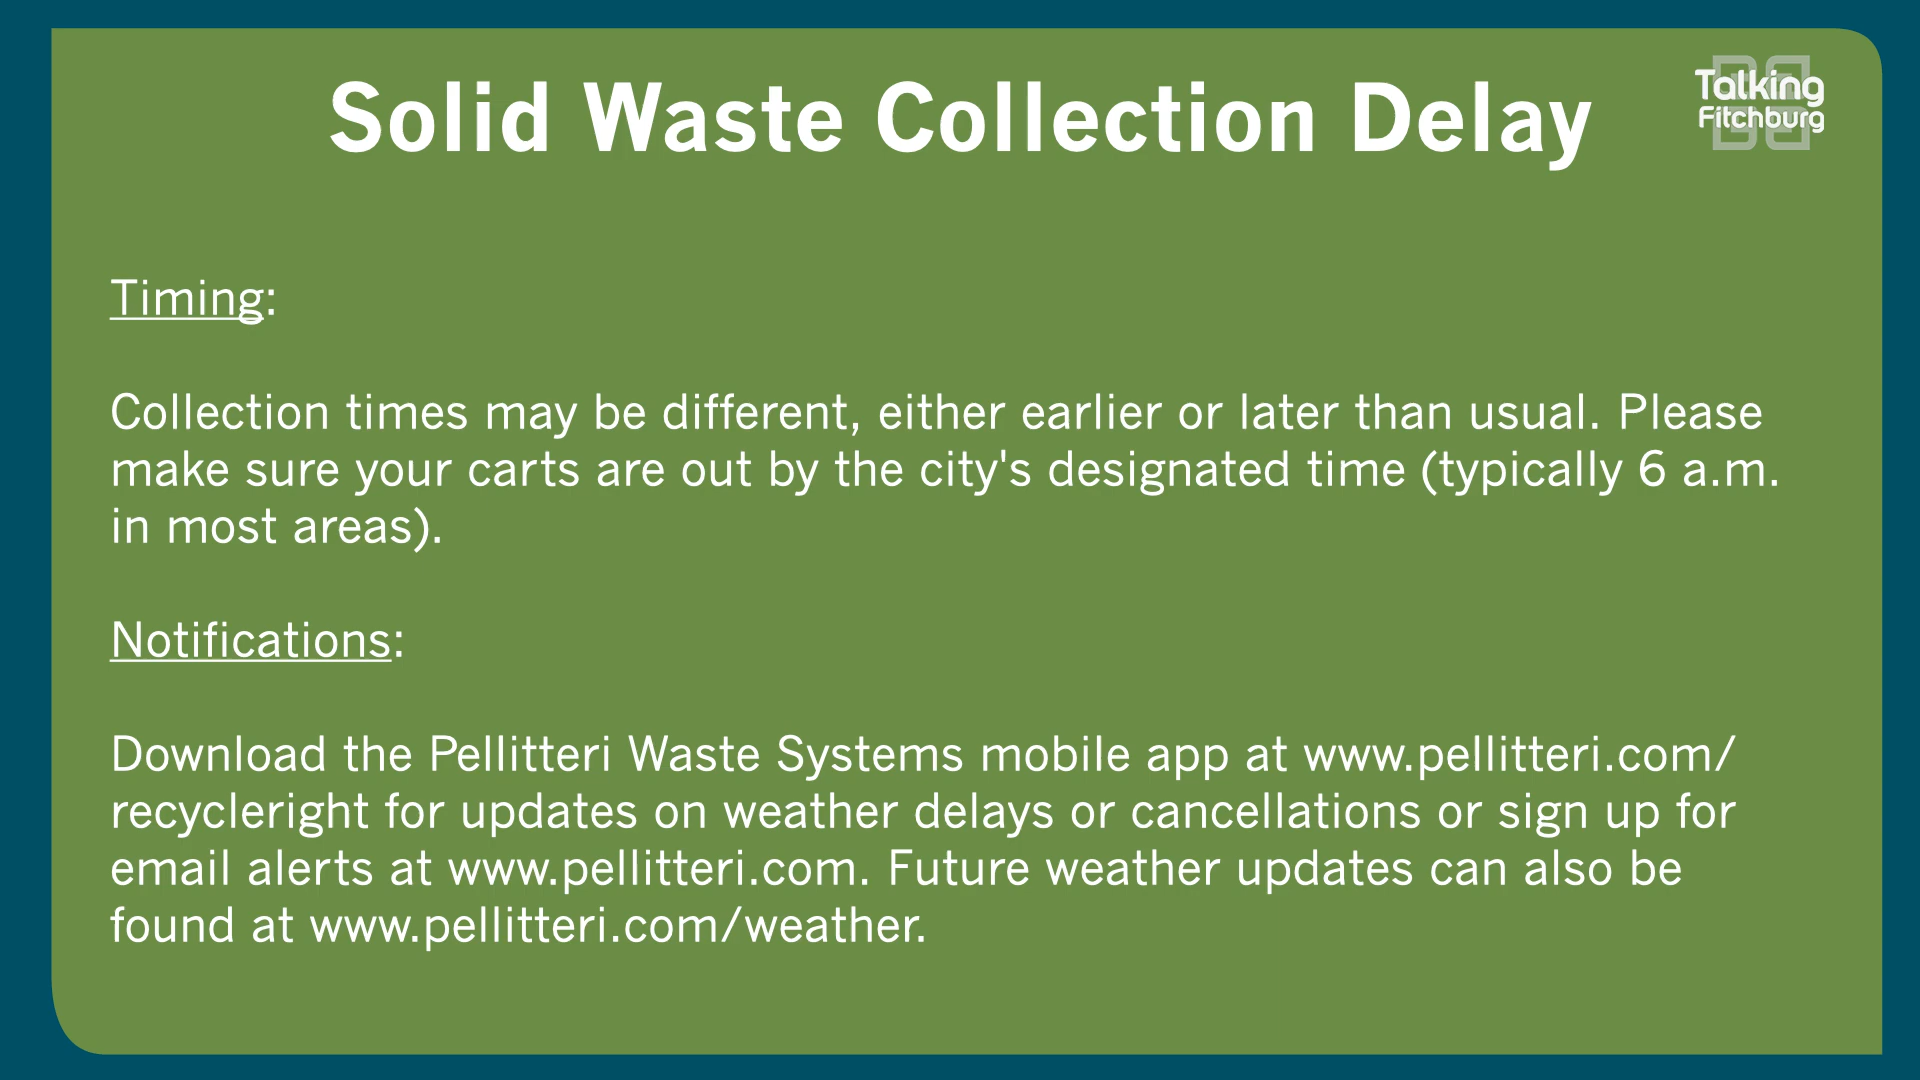 Solid Waste Collection Delay
Talking
Fitchburg
Timing:
Collection times may be different, either earlier or later than usual. Please
make sure your carts are out by the city's designated time (typically 6 a.m.
in most areas).
Notifications:
Download the Pellitteri Waste Systems mobile app at www.pellitteri.com/
recycleright for updates on weather delays or cancellations or sign up for
email alerts at www.pellitteri.com. Future weather updates can also be
found at www.pellitteri.com/weather.